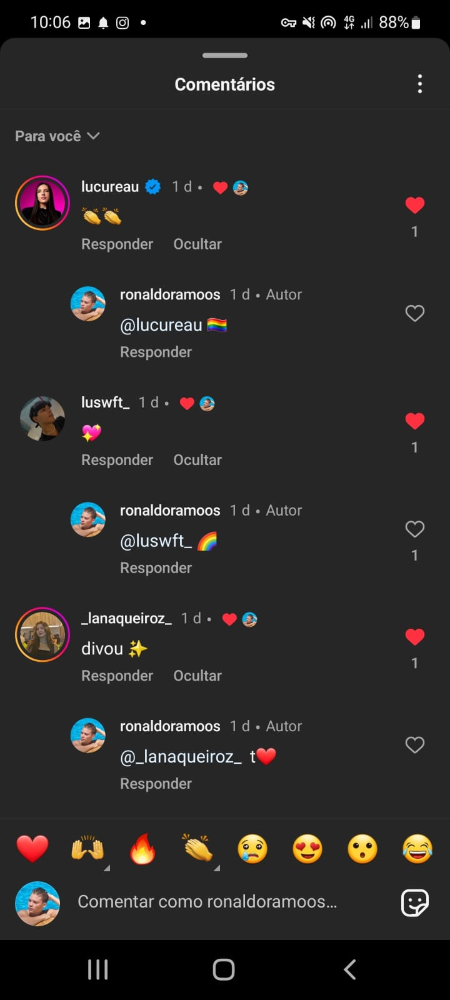 10:06 4G 88%
Comentários
Para você
lucureau 1 d •
👏👏
Responder Ocultar
ronaldoramoos 1 d • Autor
@lucureau 🏳️‍🌈
Responder
luswft_ 1 d •
💖
Responder Ocultar
ronaldoramoos 1 d • Autor
@luswft_ 🌈
Responder
_lanaqueiroz_ 1 d •
divou ✨
Responder Ocultar
ronaldoramoos 1 d • Autor
@_lanaqueiroz_ t❤️
Responder
1
1
1
1
❤️ 🙌 🔥 👏 😢 😍 😮 😂
Comentar como ronaldoramoos...